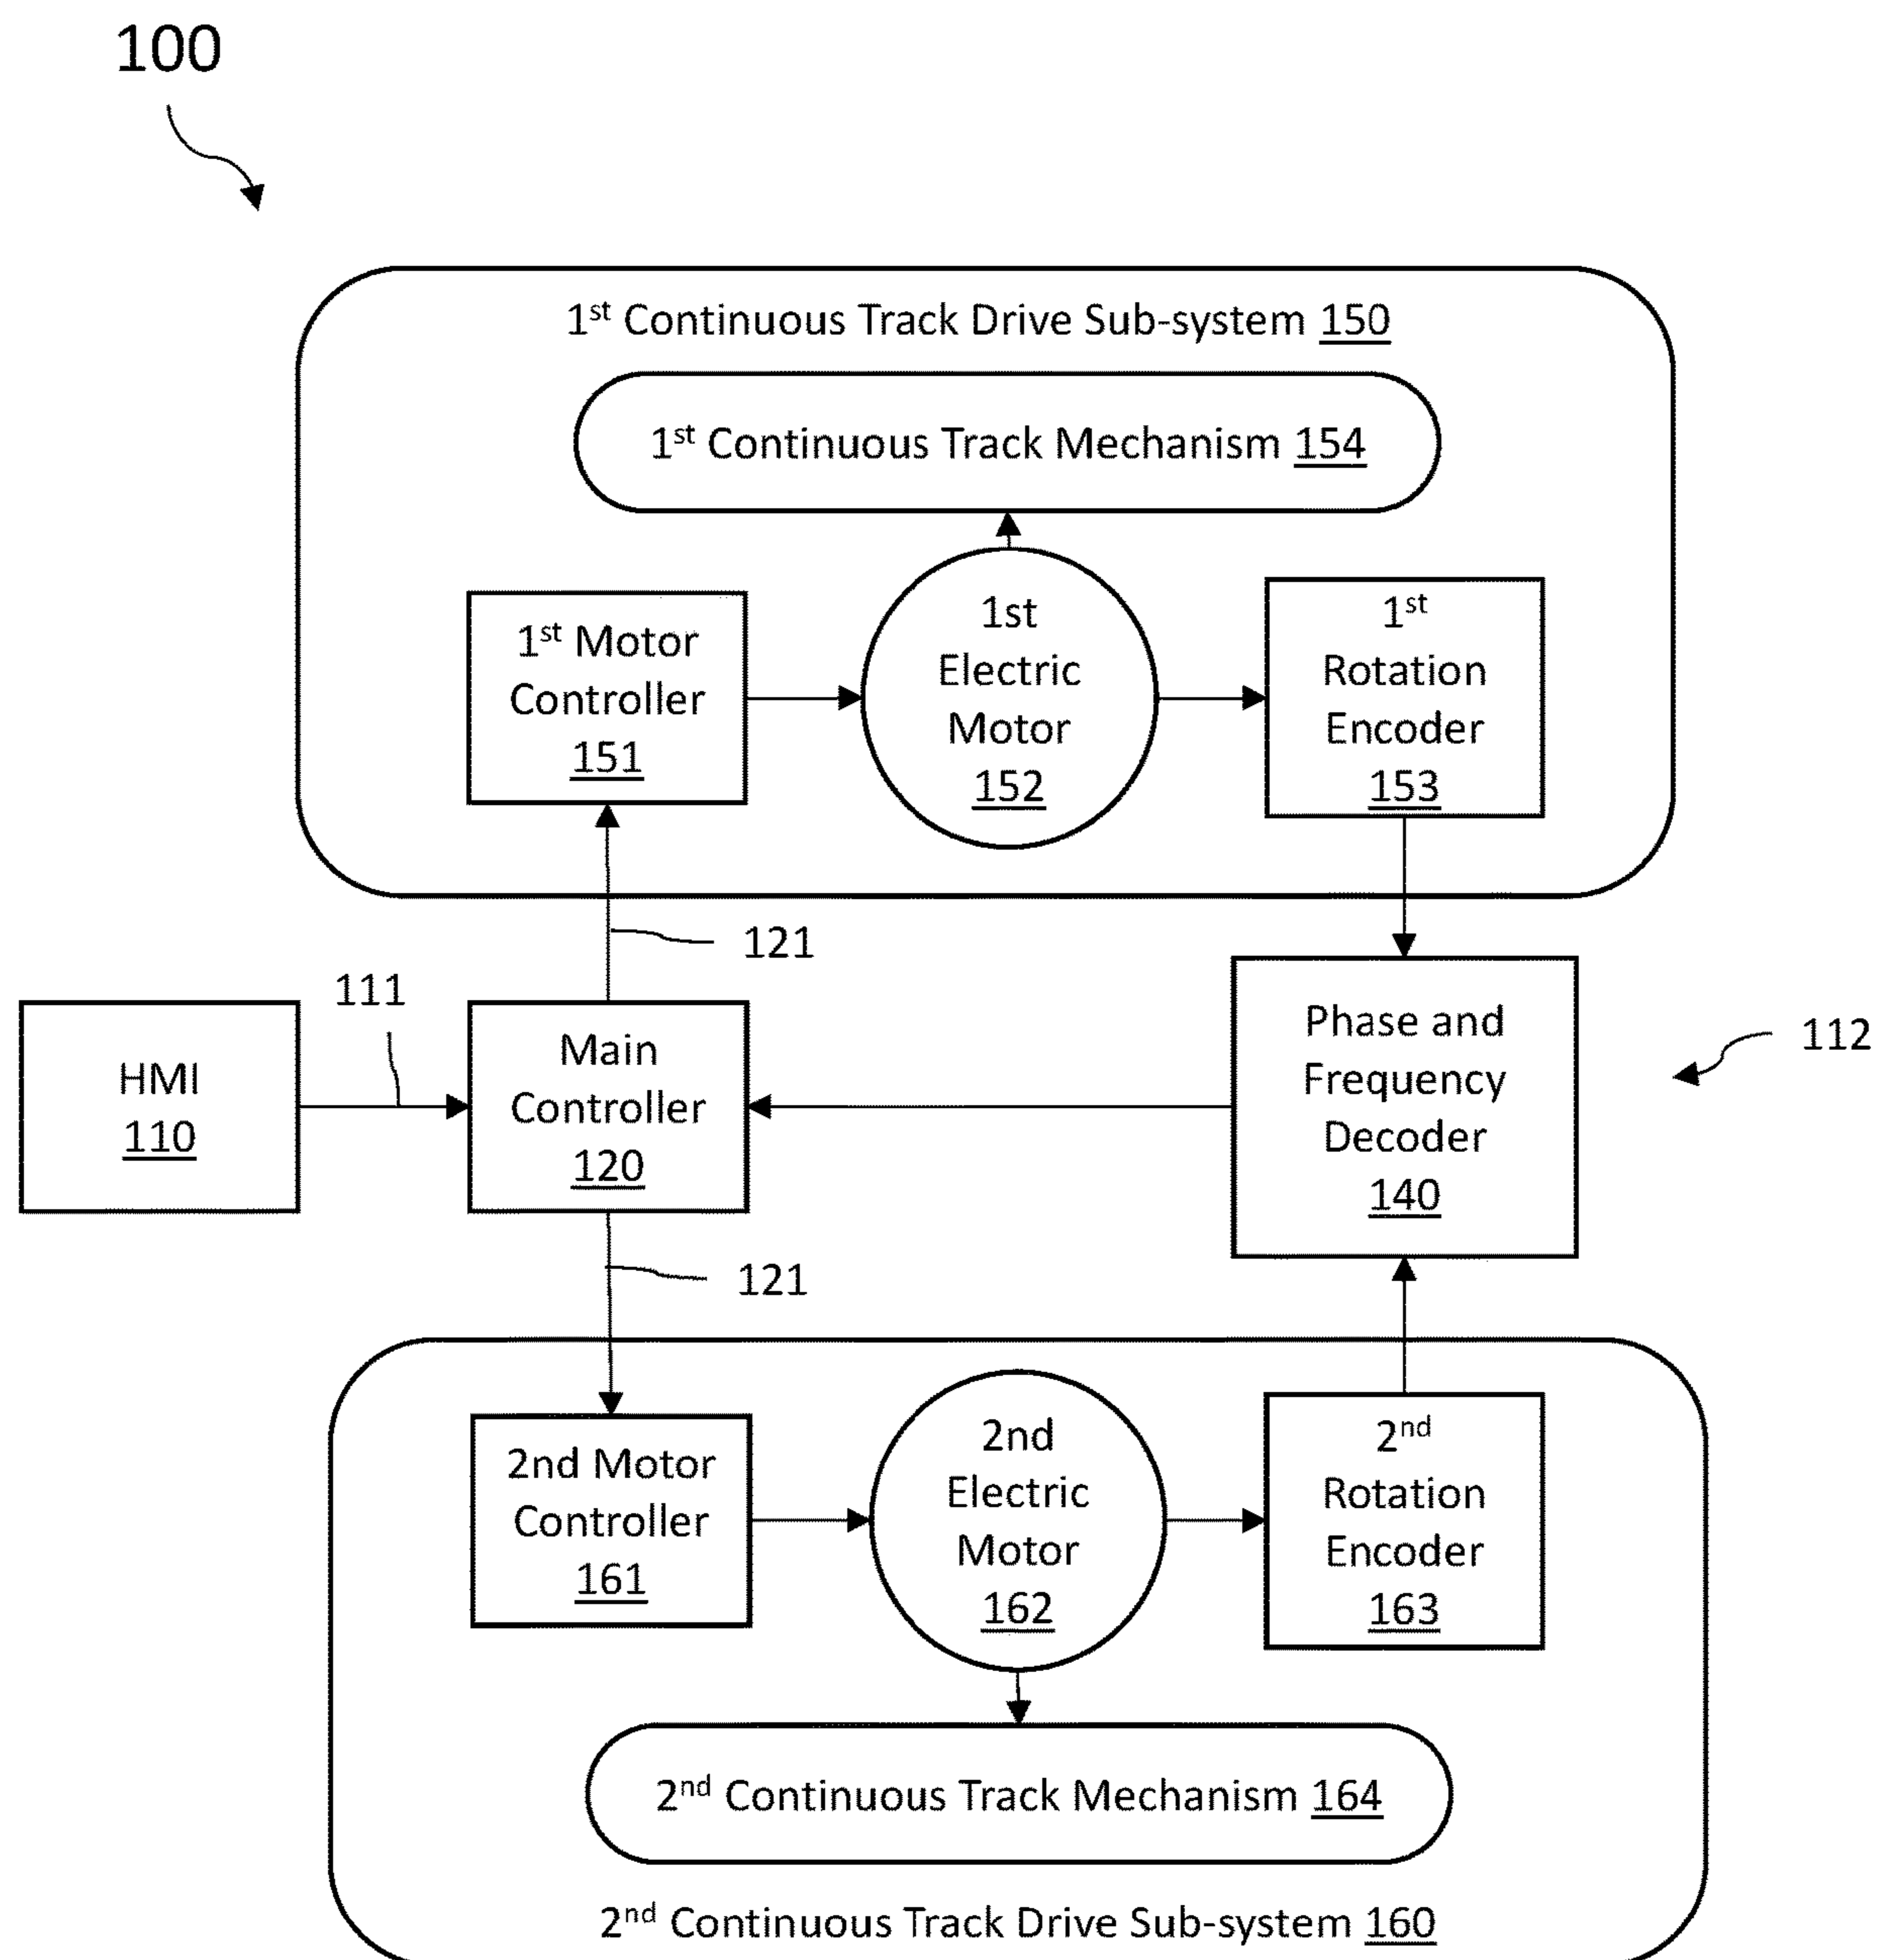 100
1st Continuous Track Drive Sub-system 150
1st Continuous Track Mechanism 154
1st Motor
Controller
151
1st
Electric
Motor
152
1st
Rotation
Encoder
153
121
111
HMI
110
Main
Controller
120
Phase and
Frequency
Decoder
140
112
121
2nd Motor
Controller
161
2nd
Electric
Motor
162
2nd
Rotation
Encoder
163
2nd Continuous Track Mechanism 164
2nd Continuous Track Drive Sub-system 160